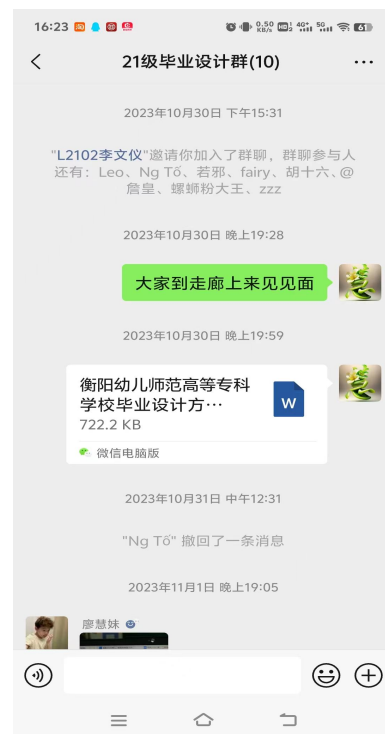 16:23
0.50 KB/s HD 2 4G+ 5G 61
21级毕业设计群(10)
2023年10月30日 下午15:31
"L2102李文仪"邀请你加入了群聊，群聊参与人
还有：Leo、Ng Tố、若邪、fairy、胡十六、@
詹皇、螺蛳粉大王、zzz
2023年10月30日 晚上19:28
大家到走廊上来见见面
2023年10月30日 晚上19:59
衡阳幼儿师范高等专科
学校毕业设计方…
722.2 KB
W
微信电脑版
2023年10月31日 中午12:31
"Ng Tố" 撤回了一条消息
2023年11月1日 晚上19:05
廖慧妹